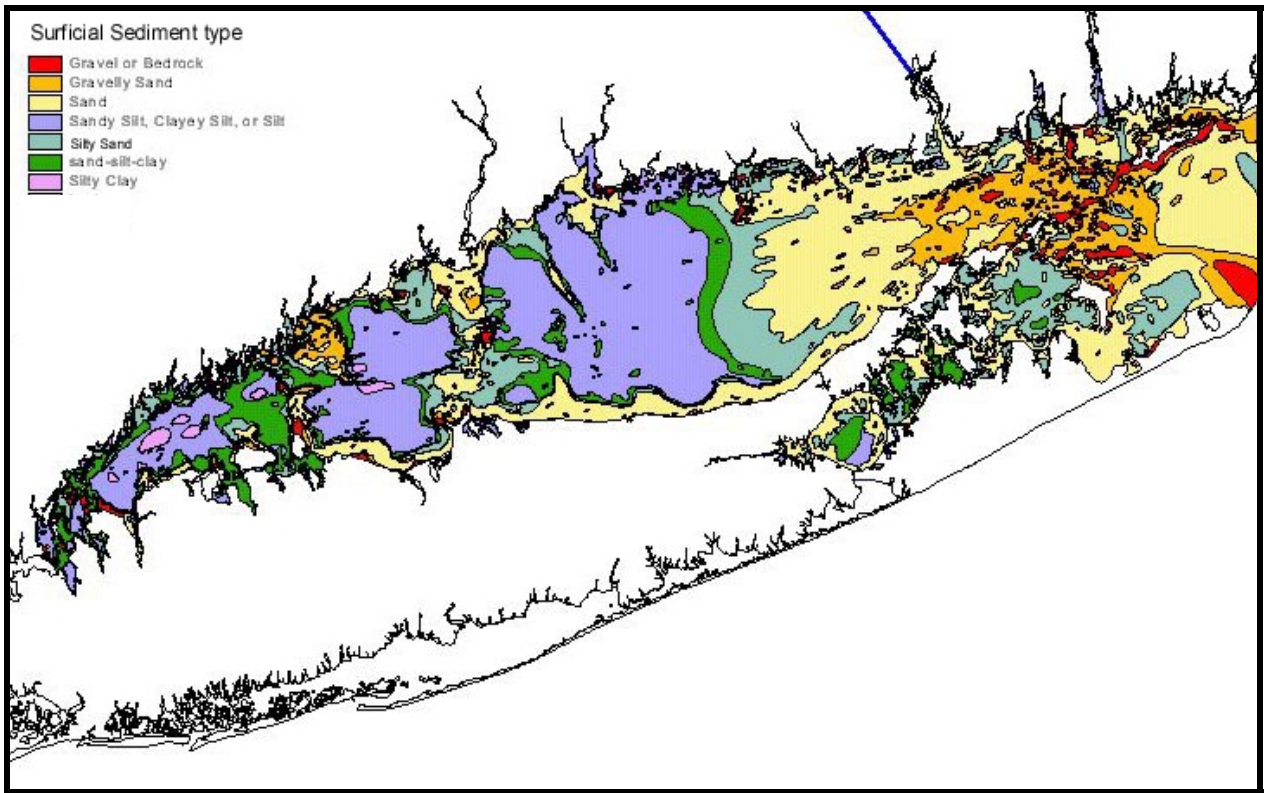 Surficial Sediment type
Gravel or Bedrock
Gravelly Sand
Sand
Sandy Silt, Clayey Silt, or Silt
Silty Sand
sand-silt-clay
Silty Clay